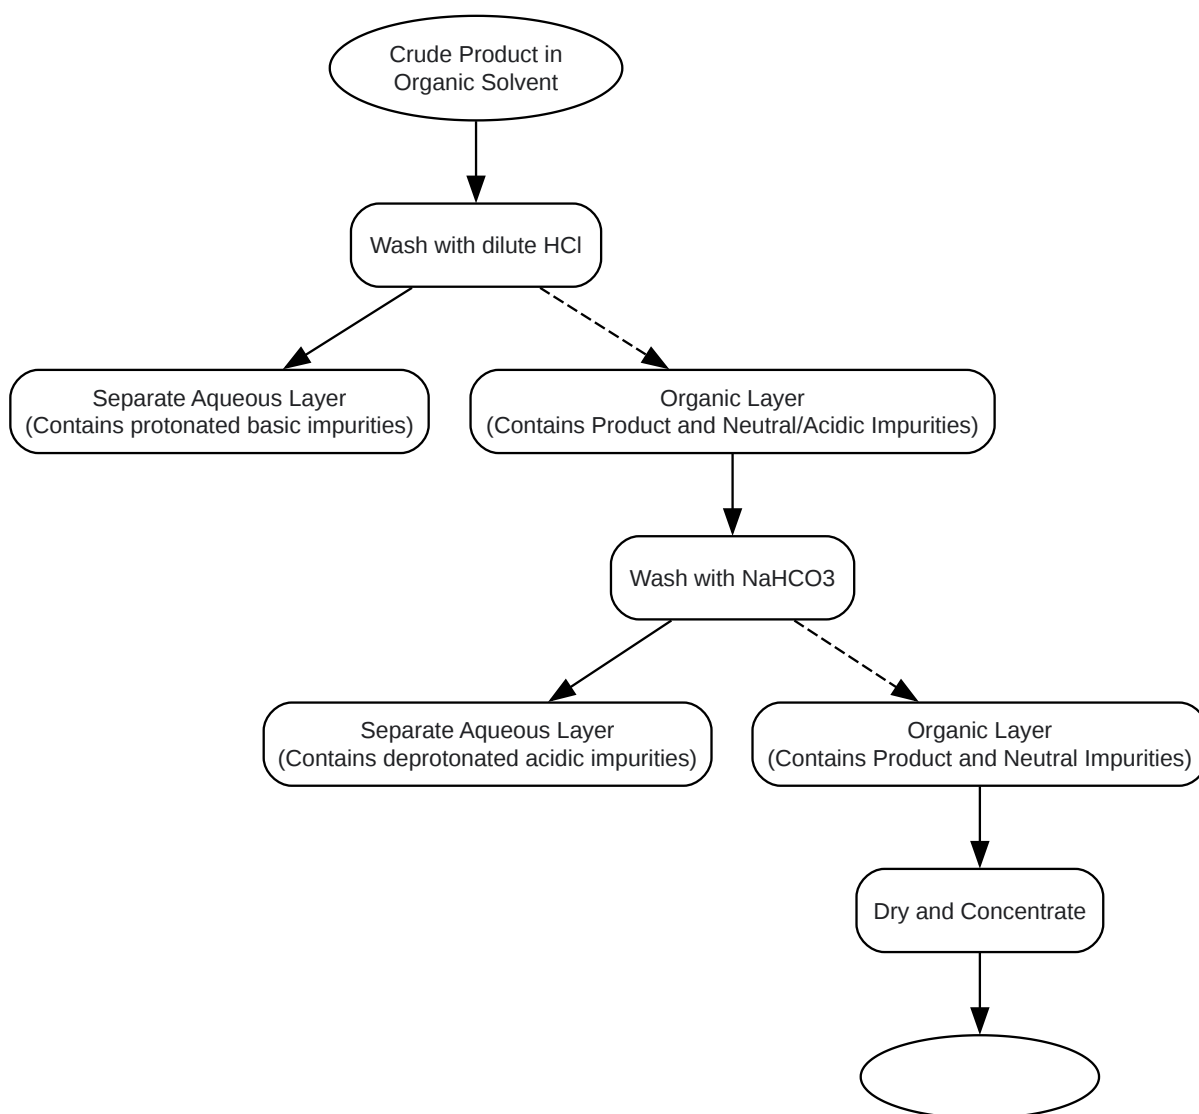 Crude Product in
Organic Solvent
Wash with dilute HCl
Separate Aqueous Layer
(Contains protonated basic impurities)
Organic Layer
(Contains Product and Neutral/Acidic Impurities)
Wash with NaHCO3
Separate Aqueous Layer
(Contains deprotonated acidic impurities)
Organic Layer
(Contains Product and Neutral Impurities)
Dry and Concentrate